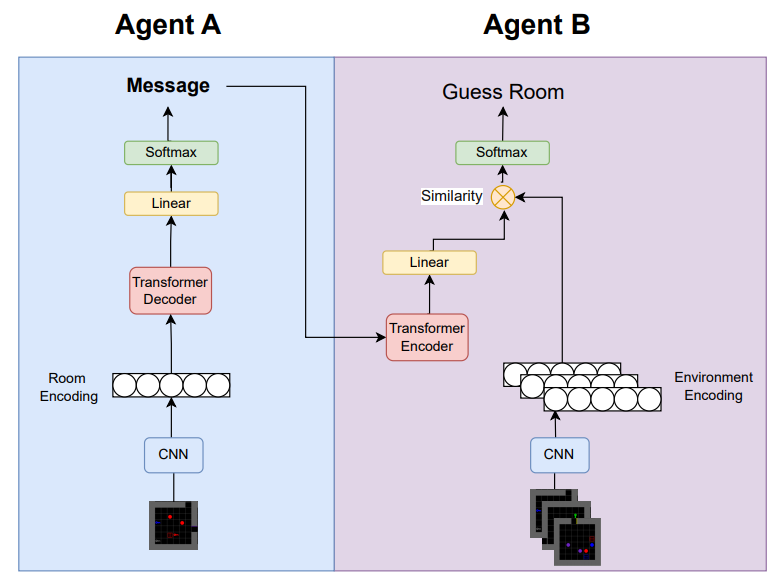 Agent A
Agent B
Message
Guess Room
Softmax
Softmax
Linear
Similarity
Linear
Transformer
Decoder
Transformer
Encoder
Room
Encoding
Environment
Encoding
CNN
CNN